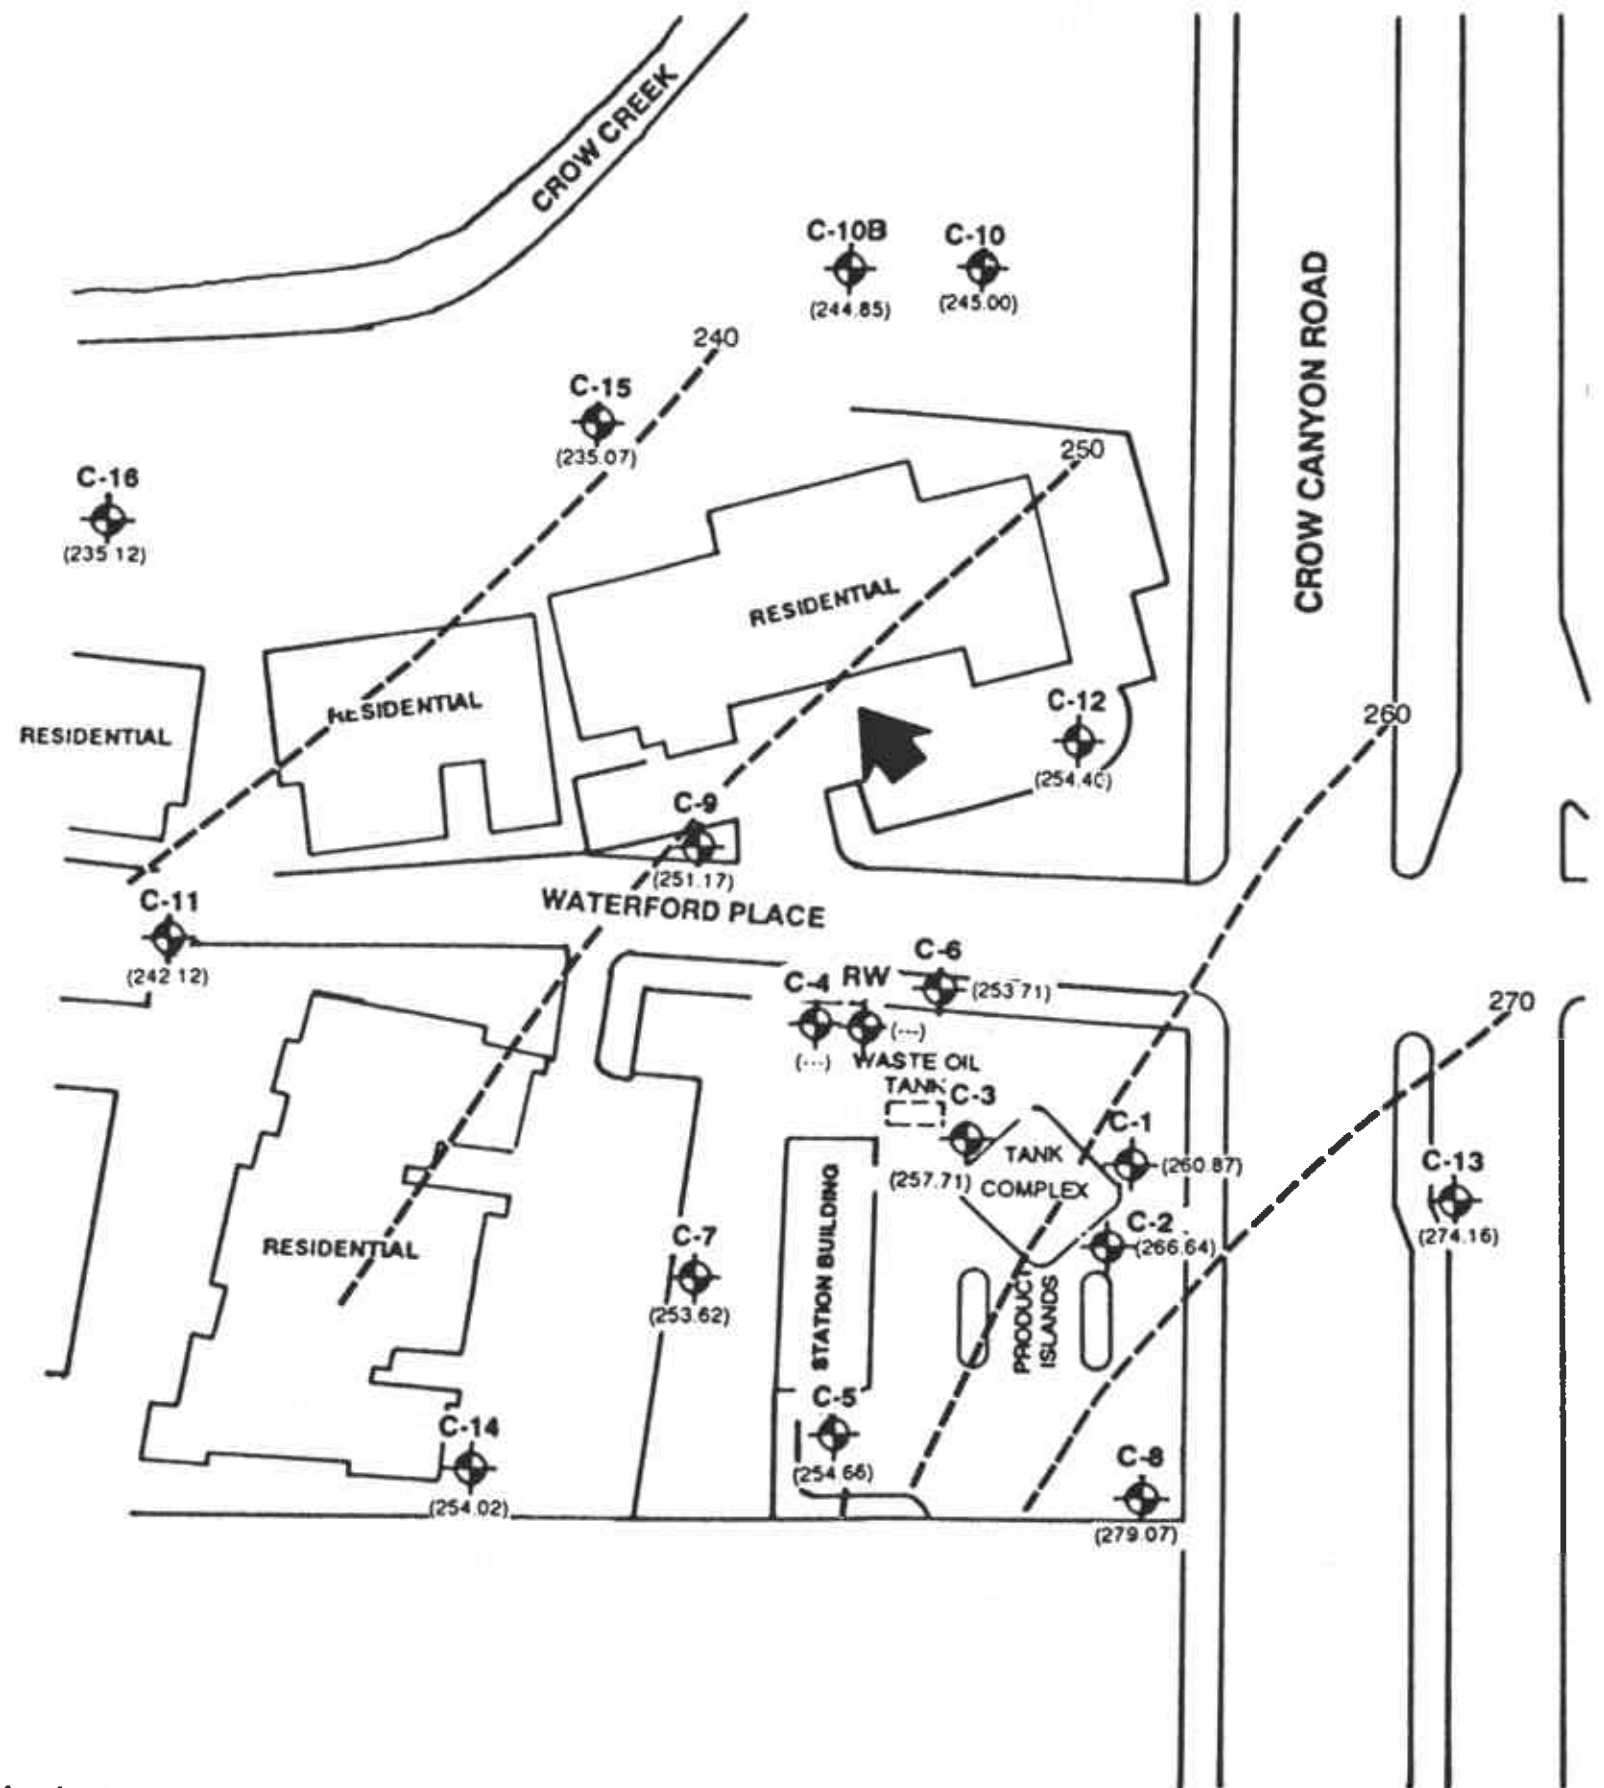 CROW CREEK
C-10B
(244.85)
C-10
(245.00)
240
C-15
(235.07)
C-16
(235 12)
250
CROW CANYON ROAD
RESIDENTIAL
RESIDENTIAL
RESIDENTIAL
C-12
(254.40)
260
C-9
(251.17)
WATERFORD PLACE
C-11
(242 12)
C-6
(253 71)
C-4
(---)
RW
(---)
270
WASTE OIL
TANK
C-3
(257.71)
TANK
COMPLEX
C-1
(260.87)
C-13
(274.16)
C-2
(266.64)
RESIDENTIAL
C-7
(253.62)
STATION BUILDING
PRODUCT
ISLANDS
C-5
(254.66)
C-14
(254.02)
C-8
(279.07)